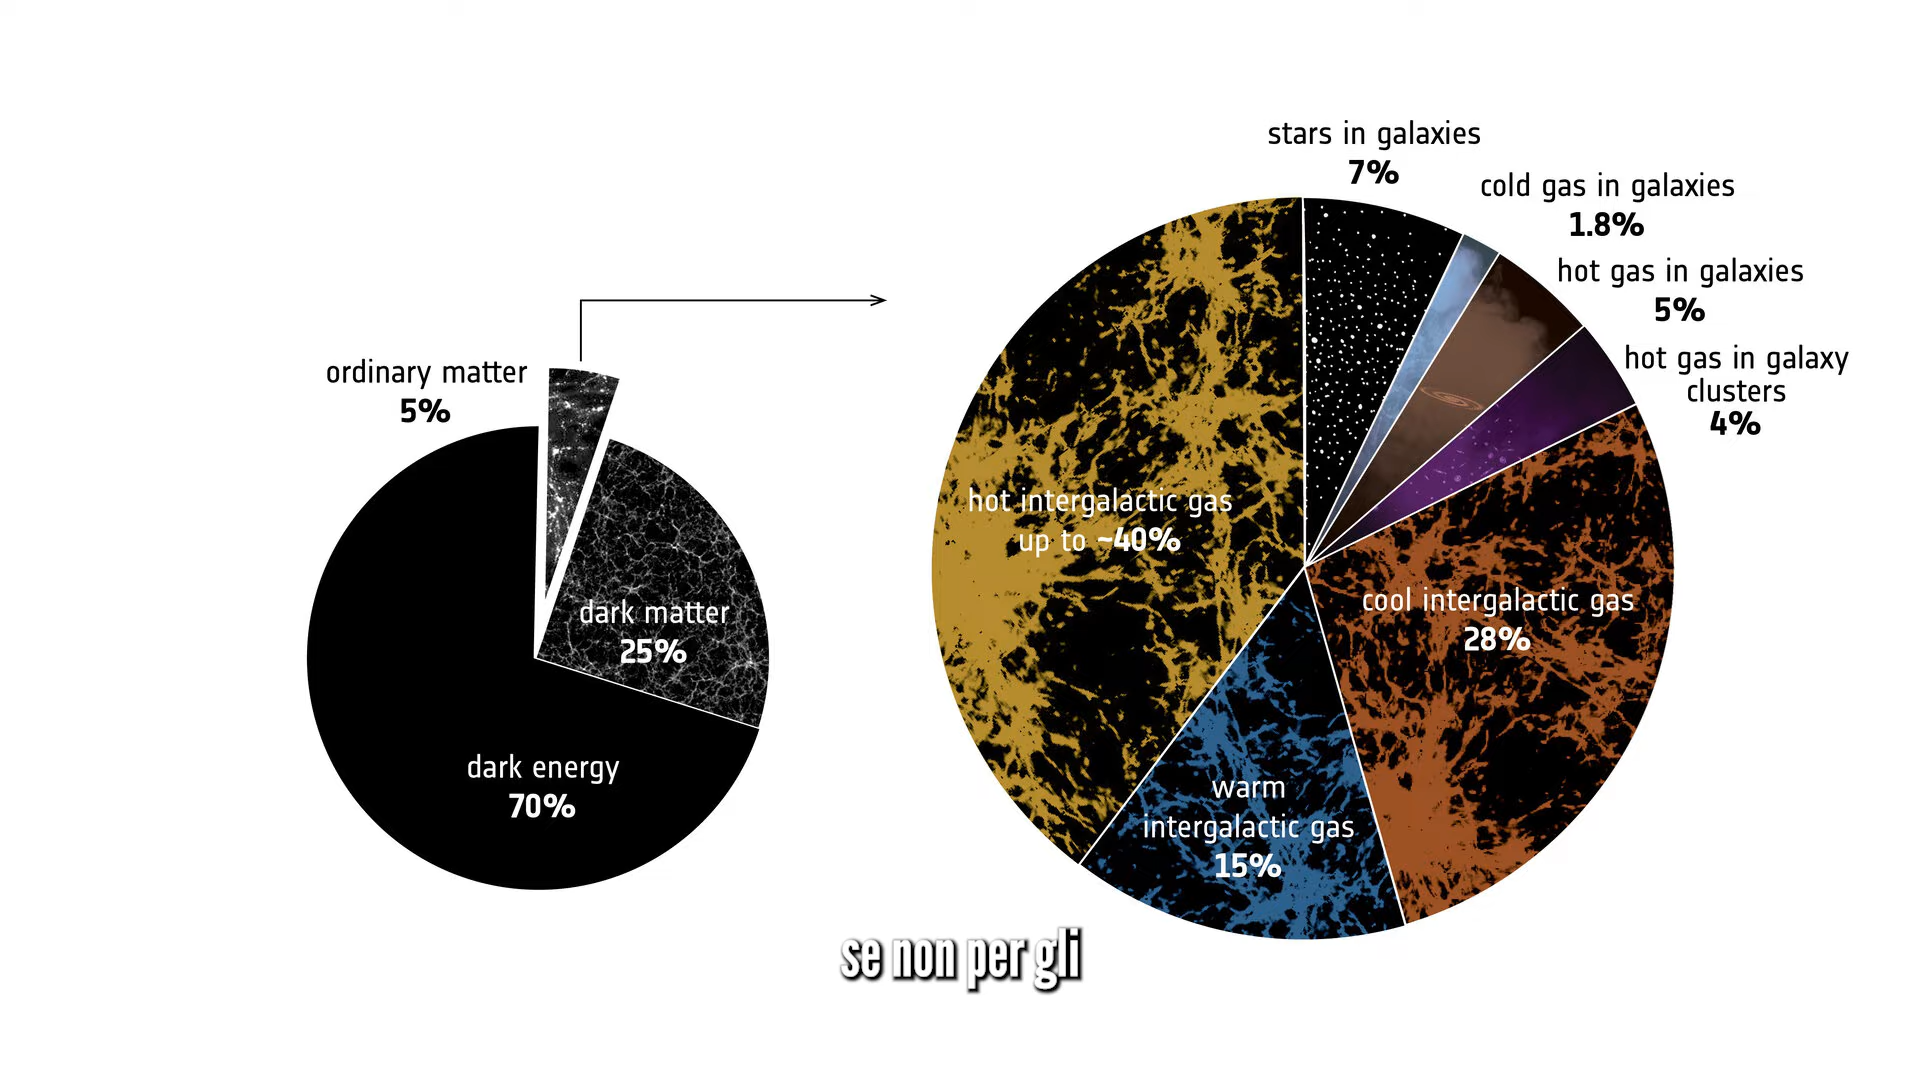 ordinary matter
5%
dark matter
25%
dark energy
70%
stars in galaxies
7%
cold gas in galaxies
1.8%
hot gas in galaxies
5%
hot gas in galaxy
clusters
4%
hot intergalactic gas
up to ~40%
cool intergalactic gas
28%
warm
intergalactic gas
15%
se non per gli